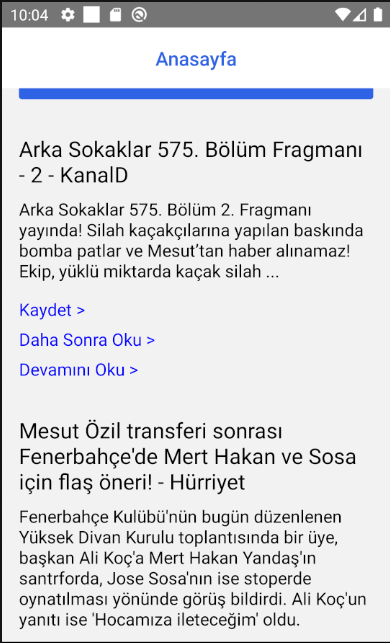 10:04
Anasayfa
Arka Sokaklar 575. Bölüm Fragmanı
- 2 - KanalD
Arka Sokaklar 575. Bölüm 2. Fragmanı
yayında! Silah kaçakçılarına yapılan baskında
bomba patlar ve Mesut’tan haber alınamaz!
Ekip, yüklü miktarda kaçak silah ...
Kaydet >
Daha Sonra Oku >
Devamını Oku >
Mesut Özil transferi sonrası
Fenerbahçe'de Mert Hakan ve Sosa
için flaş öneri! - Hürriyet
Fenerbahçe Kulübü'nün bugün düzenlenen
Yüksek Divan Kurulu toplantısında bir üye,
başkan Ali Koç'a Mert Hakan Yandaş'ın
santrforda, Jose Sosa'nın ise stoperde
oynatılması yönünde görüş bildirdi. Ali Koç'un
yanıtı ise 'Hocamıza ileteceğim' oldu.